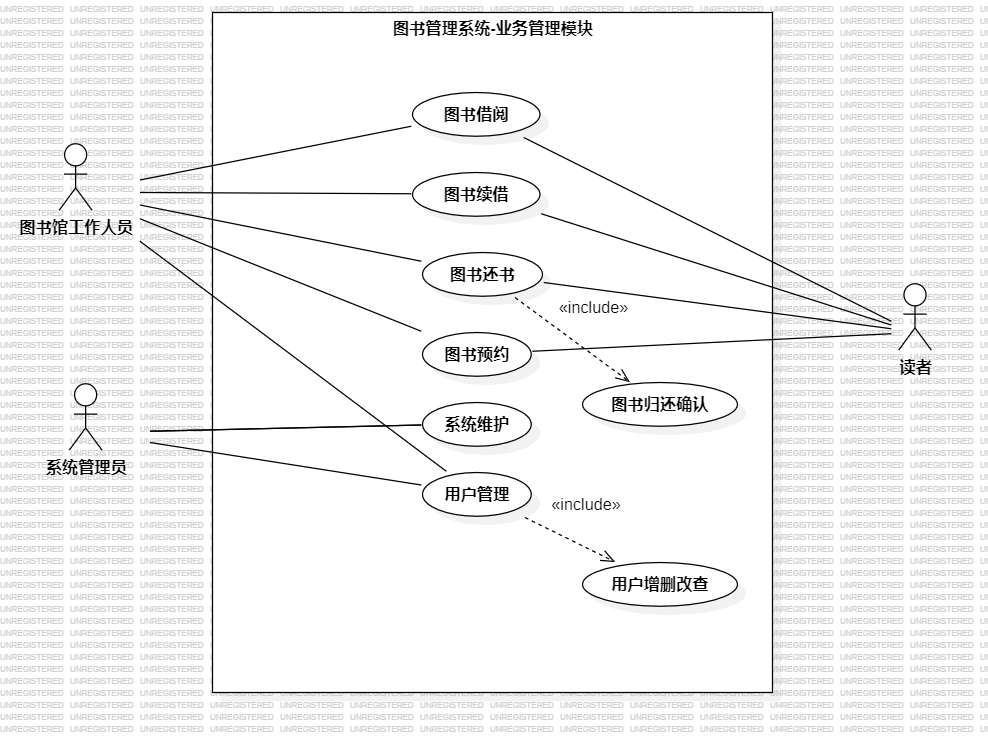 图书管理系统-业务管理模块
图书借阅
图书续借
图书馆工作人员
图书还书
«include»
图书预约
读者
图书归还确认
系统维护
系统管理员
用户管理
«include»
用户增删改查
UNREGISTERED